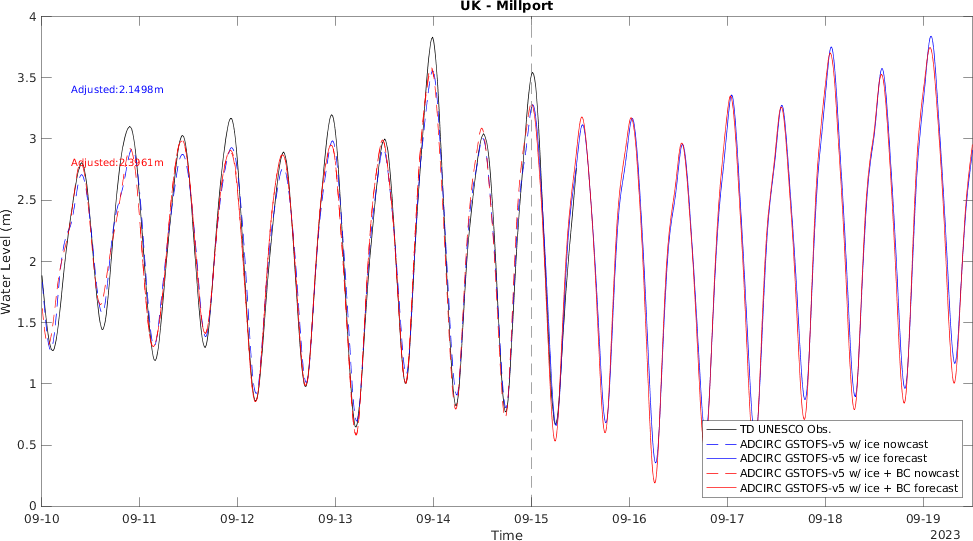 UK - Millport
4
3.5
3
2.5
2
1.5
1
0.5
0
Water Level (m)
Adjusted:2.1498m
Adjusted:2.3961m
TD UNESCO Obs.
ADCIRC GSTOFS-v5 w/ ice nowcast
ADCIRC GSTOFS-v5 w/ ice forecast
ADCIRC GSTOFS-v5 w/ ice + BC nowcast
ADCIRC GSTOFS-v5 w/ ice + BC forecast
09-10 09-11 09-12 09-13 09-14 09-15 09-16 09-17 09-18 09-19
Time
2023